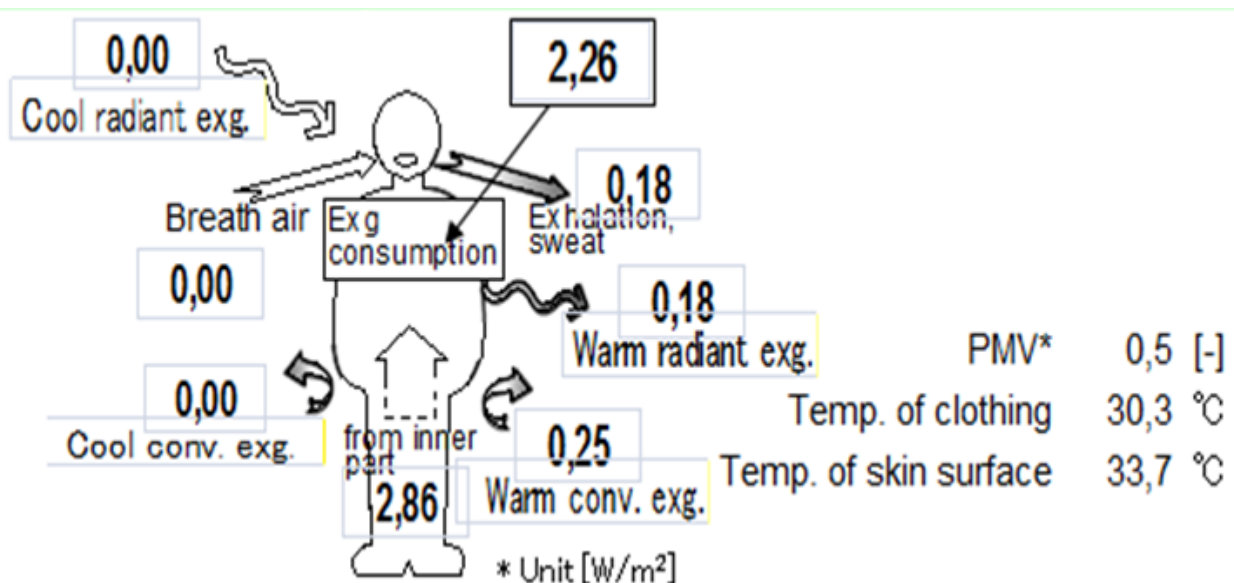 0,00
Cool radiant exg.
2,26
Breath air
0,18
Exhalation,
sweat
Exg
consumption
0,00
0,18
Warm radiant exg.
0,00
Cool conv. exg.
from inner
part
2,86
0,25
Warm conv. exg.
PMV* 0,5 [-]
Temp. of clothing 30,3 ℃
Temp. of skin surface 33,7 ℃
* Unit [W/m²]